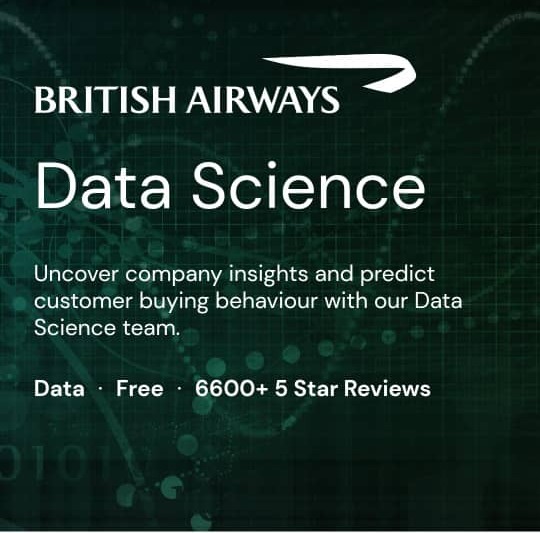 BRITISH AIRWAYS
Data Science
Uncover company insights and predict
customer buying behaviour with our Data
Science team.
Data · Free · 6600+ 5 Star Reviews
01010